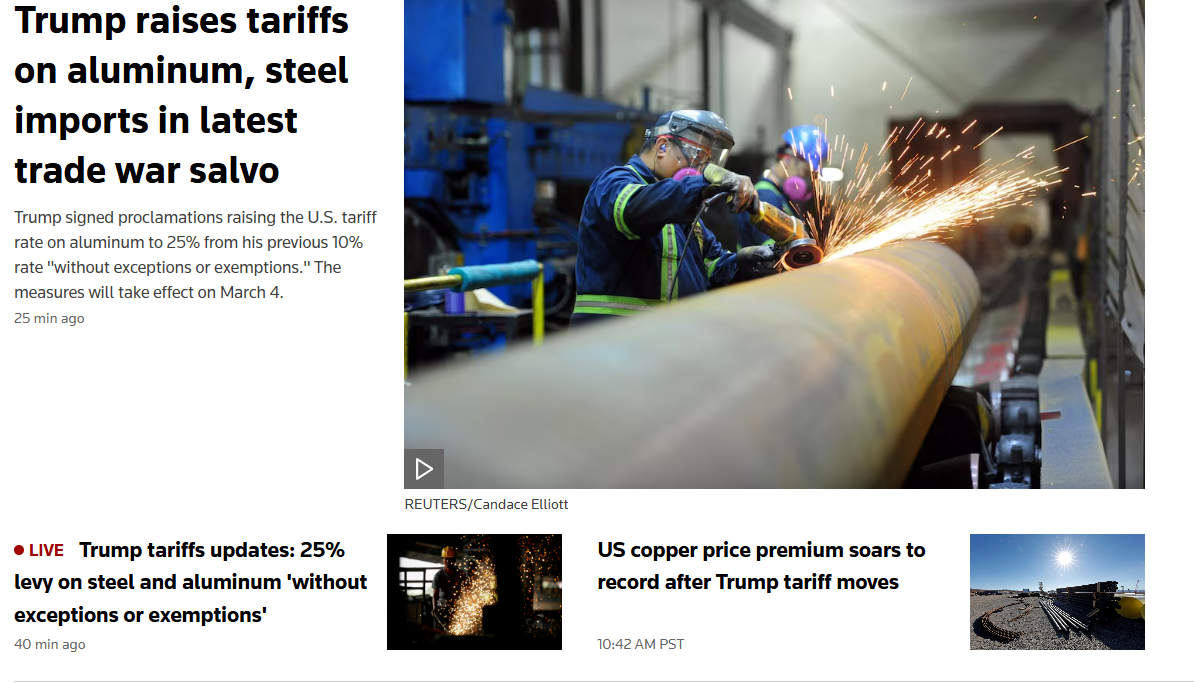 Trump raises tariffs
on aluminum, steel
imports in latest
trade war salvo
Trump signed proclamations raising the U.S. tariff
rate on aluminum to 25% from his previous 10%
rate "without exceptions or exemptions." The
measures will take effect on March 4.
25 min ago
REUTERS/Candace Elliott
LIVE Trump tariffs updates: 25%
levy on steel and aluminum 'without
exceptions or exemptions'
40 min ago
US copper price premium soars to
record after Trump tariff moves
10:42 AM PST